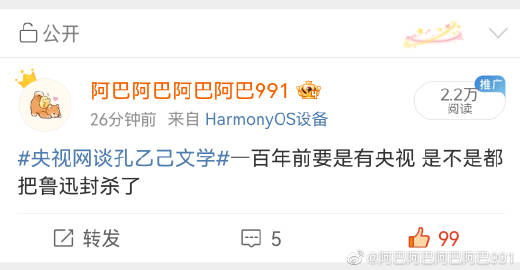 公开
阿巴阿巴阿巴阿巴991
26分钟前 来自 HarmonyOS设备
2.2万
推广
阅读
#央视网谈孔乙己文学#一百年前要是有央视 是不是都
把鲁迅封杀了
转发 5 99
@阿巴阿巴阿巴阿巴991